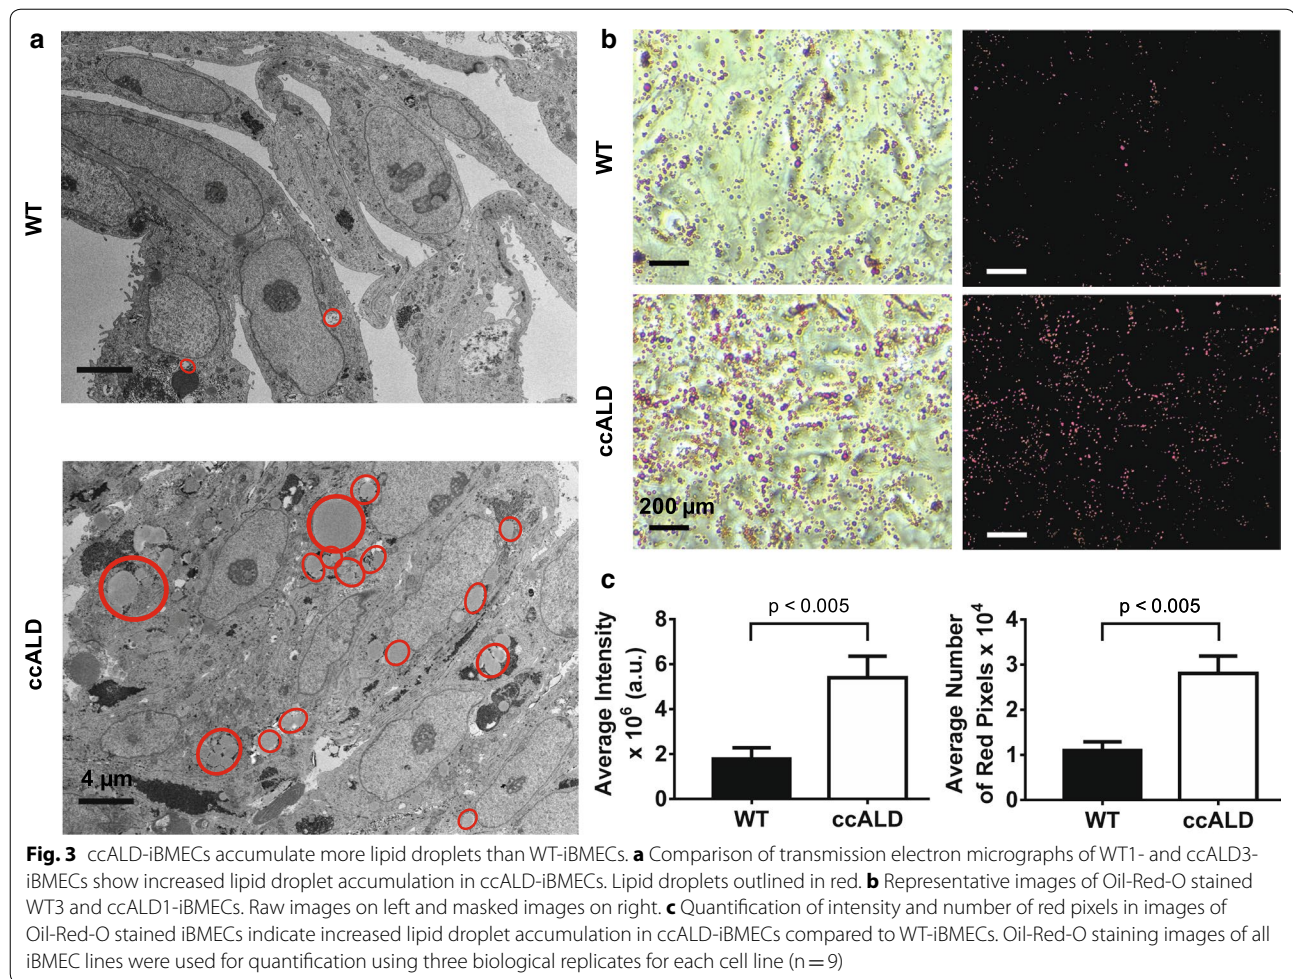 a
WT
ccALD
4 µm
b
WT
ccALD
200 µm
c
Average Intensity
x 10⁶ (a.u.)
8
6
4
2
0
p < 0.005
WT ccALD
Average Number
of Red Pixels x 10⁴
4
3
2
1
0
p < 0.005
WT ccALD
Fig. 3 ccALD-iBMECs accumulate more lipid droplets than WT-iBMECs. a Comparison of transmission electron micrographs of WT1- and ccALD3-
iBMECs show increased lipid droplet accumulation in ccALD-iBMECs. Lipid droplets outlined in red. b Representative images of Oil-Red-O stained
WT3 and ccALD1-iBMECs. Raw images on left and masked images on right. c Quantification of intensity and number of red pixels in images of
Oil-Red-O stained iBMECs indicate increased lipid droplet accumulation in ccALD-iBMECs compared to WT-iBMECs. Oil-Red-O staining images of all
iBMEC lines were used for quantification using three biological replicates for each cell line (n = 9)